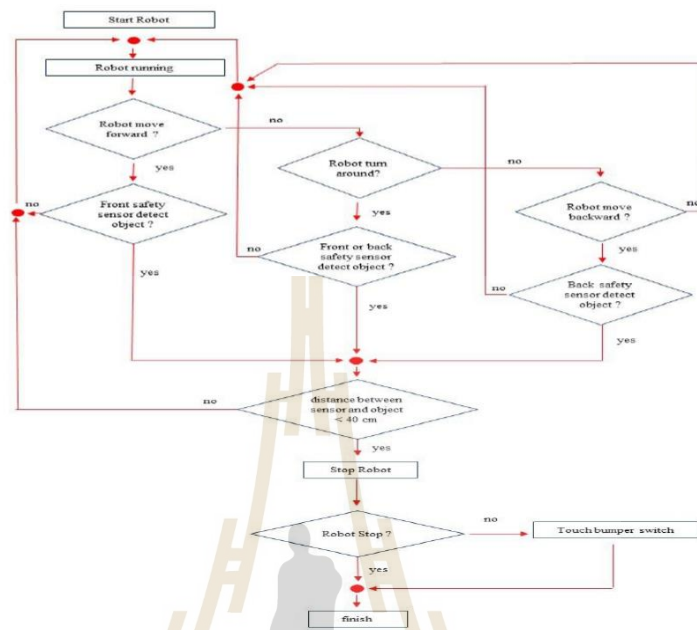 Start Robot
Robot running
Robot move
forward ?
no
yes
Robot turn
around?
no
yes
Robot move
backward ?
no
yes
Front safety
sensor detect
object ?
no
yes
Front or back
safety sensor
detect object ?
no
yes
Back safety
sensor detect
object ?
no
yes
distance between
sensor and object
< 40 cm
no
yes
Stop Robot
Robot Stop ?
no
Touch bumper switch
yes
finish